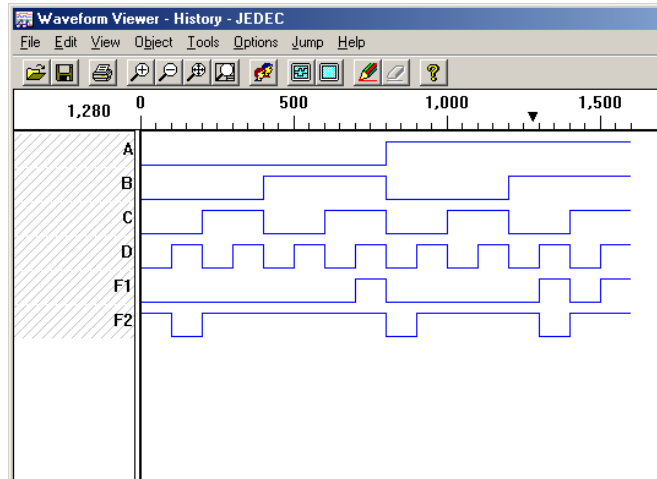 Waveform Viewer - History - JEDEC
File Edit View Object Tools Options Jump Help
1,280 0 500 1,000 1,500
A
B
C
D
F1
F2